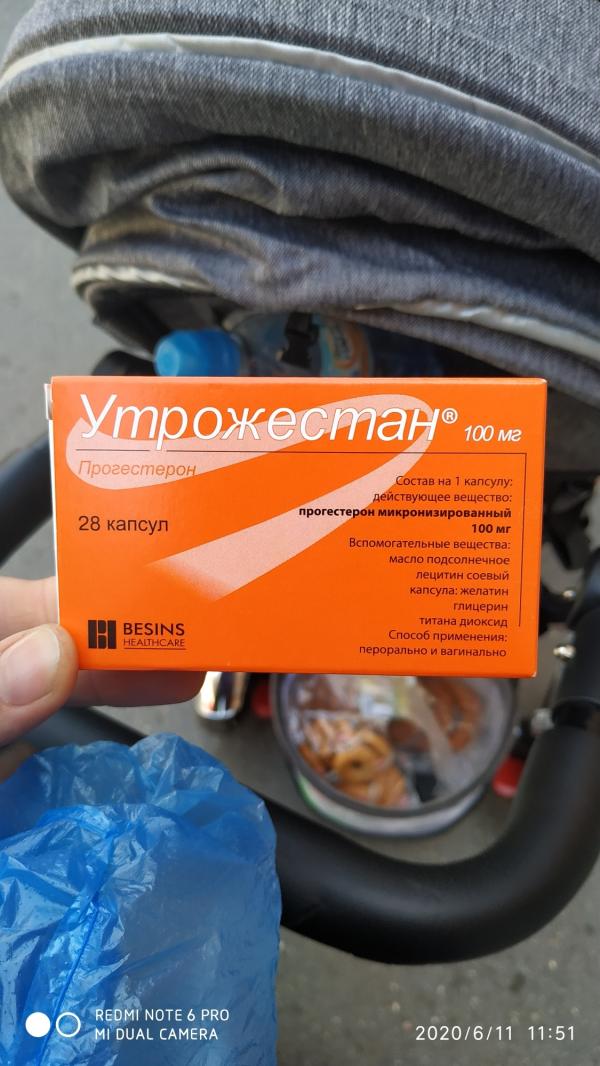 Утрожестан® 100 мг
Прогестерон
28 капсул
Состав на 1 капсулу:
действующее вещество:
прогестерон микронизированный
100 мг
Вспомогательные вещества:
масло подсолнечное
лецитин соевый
капсула: желатин
глицерин
титана диоксид
Способ применения:
перорально и вагинально
BESINS
HEALTHCARE
REDMI NOTE 6 PRO
MI DUAL CAMERA
2020/6/11 11:51